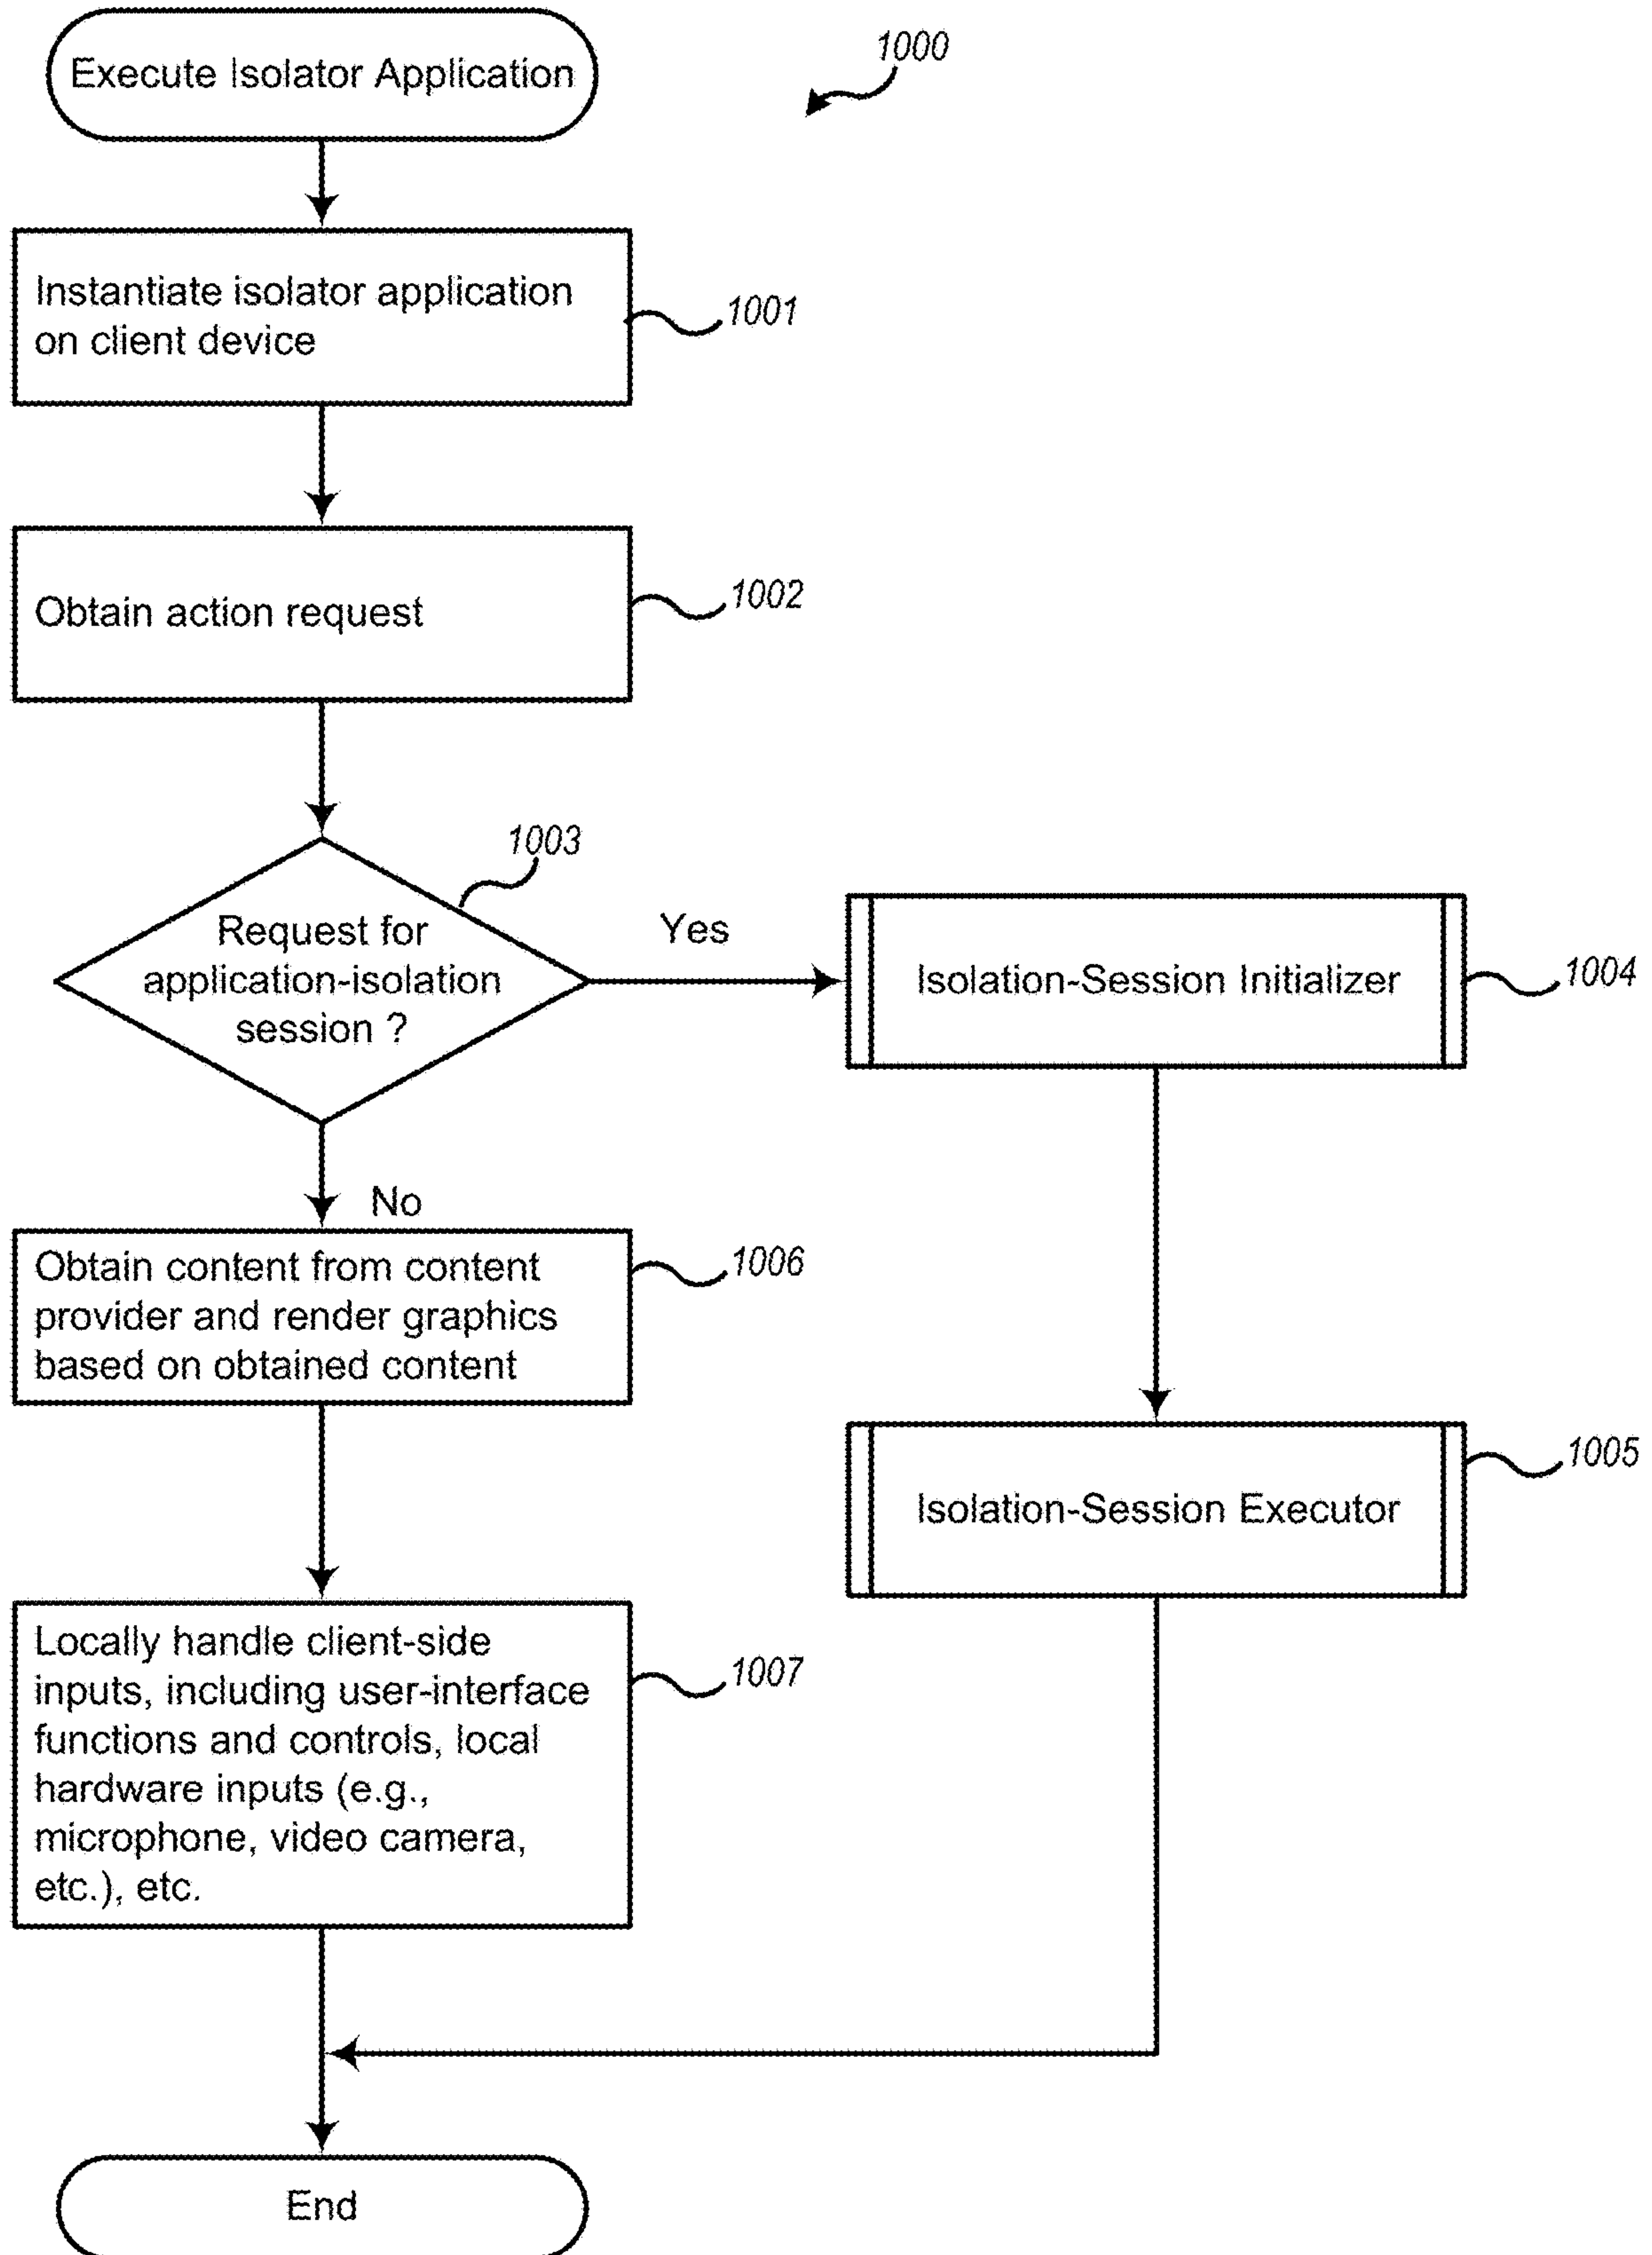 Execute Isolator Application
1000
Instantiate isolator application
on client device
1001
Obtain action request
1002
1003
Request for
application-isolation
session ?
Yes
Isolation-Session Initializer
1004
No
Obtain content from content
provider and render graphics
based on obtained content
1006
Isolation-Session Executor
1005
Locally handle client-side
inputs, including user-interface
functions and controls, local
hardware inputs (e.g.,
microphone, video camera,
etc.), etc.
1007
End